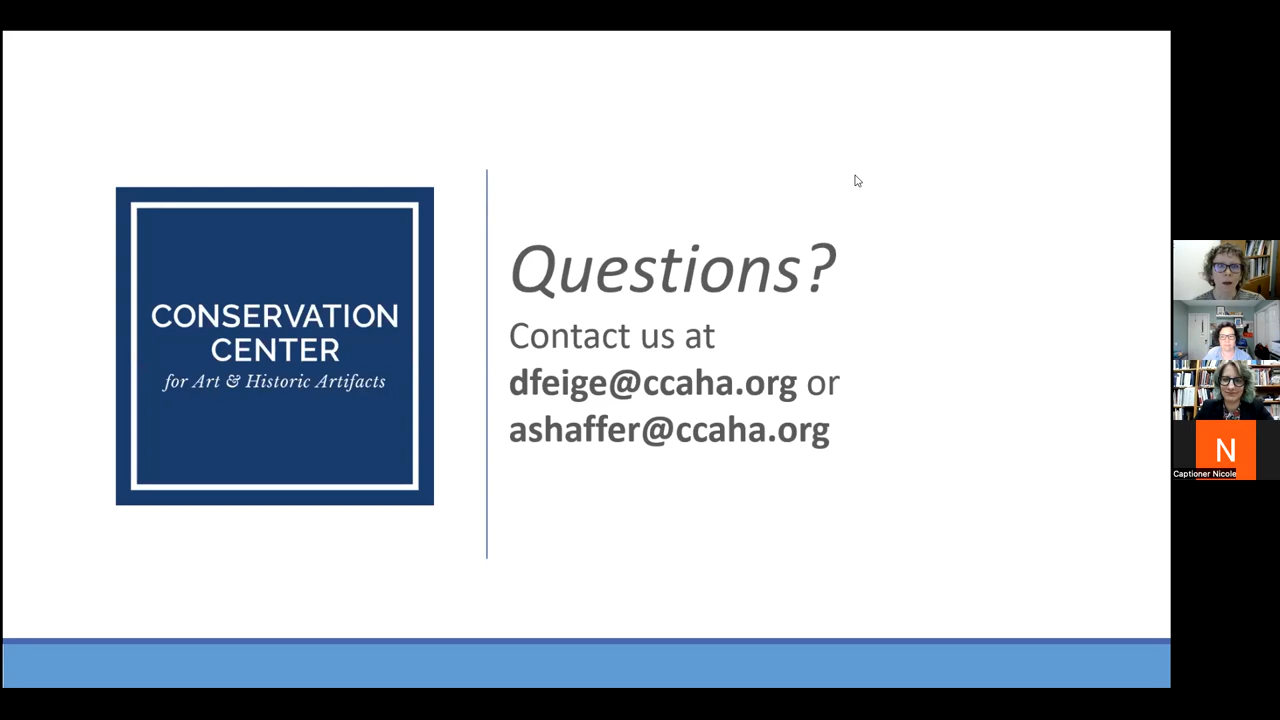 CONSERVATION
CENTER
for Art & Historic Artifacts
Questions?
Contact us at
dfeige@ccaha.org or
ashaffer@ccaha.org
N
Captioner Nicole